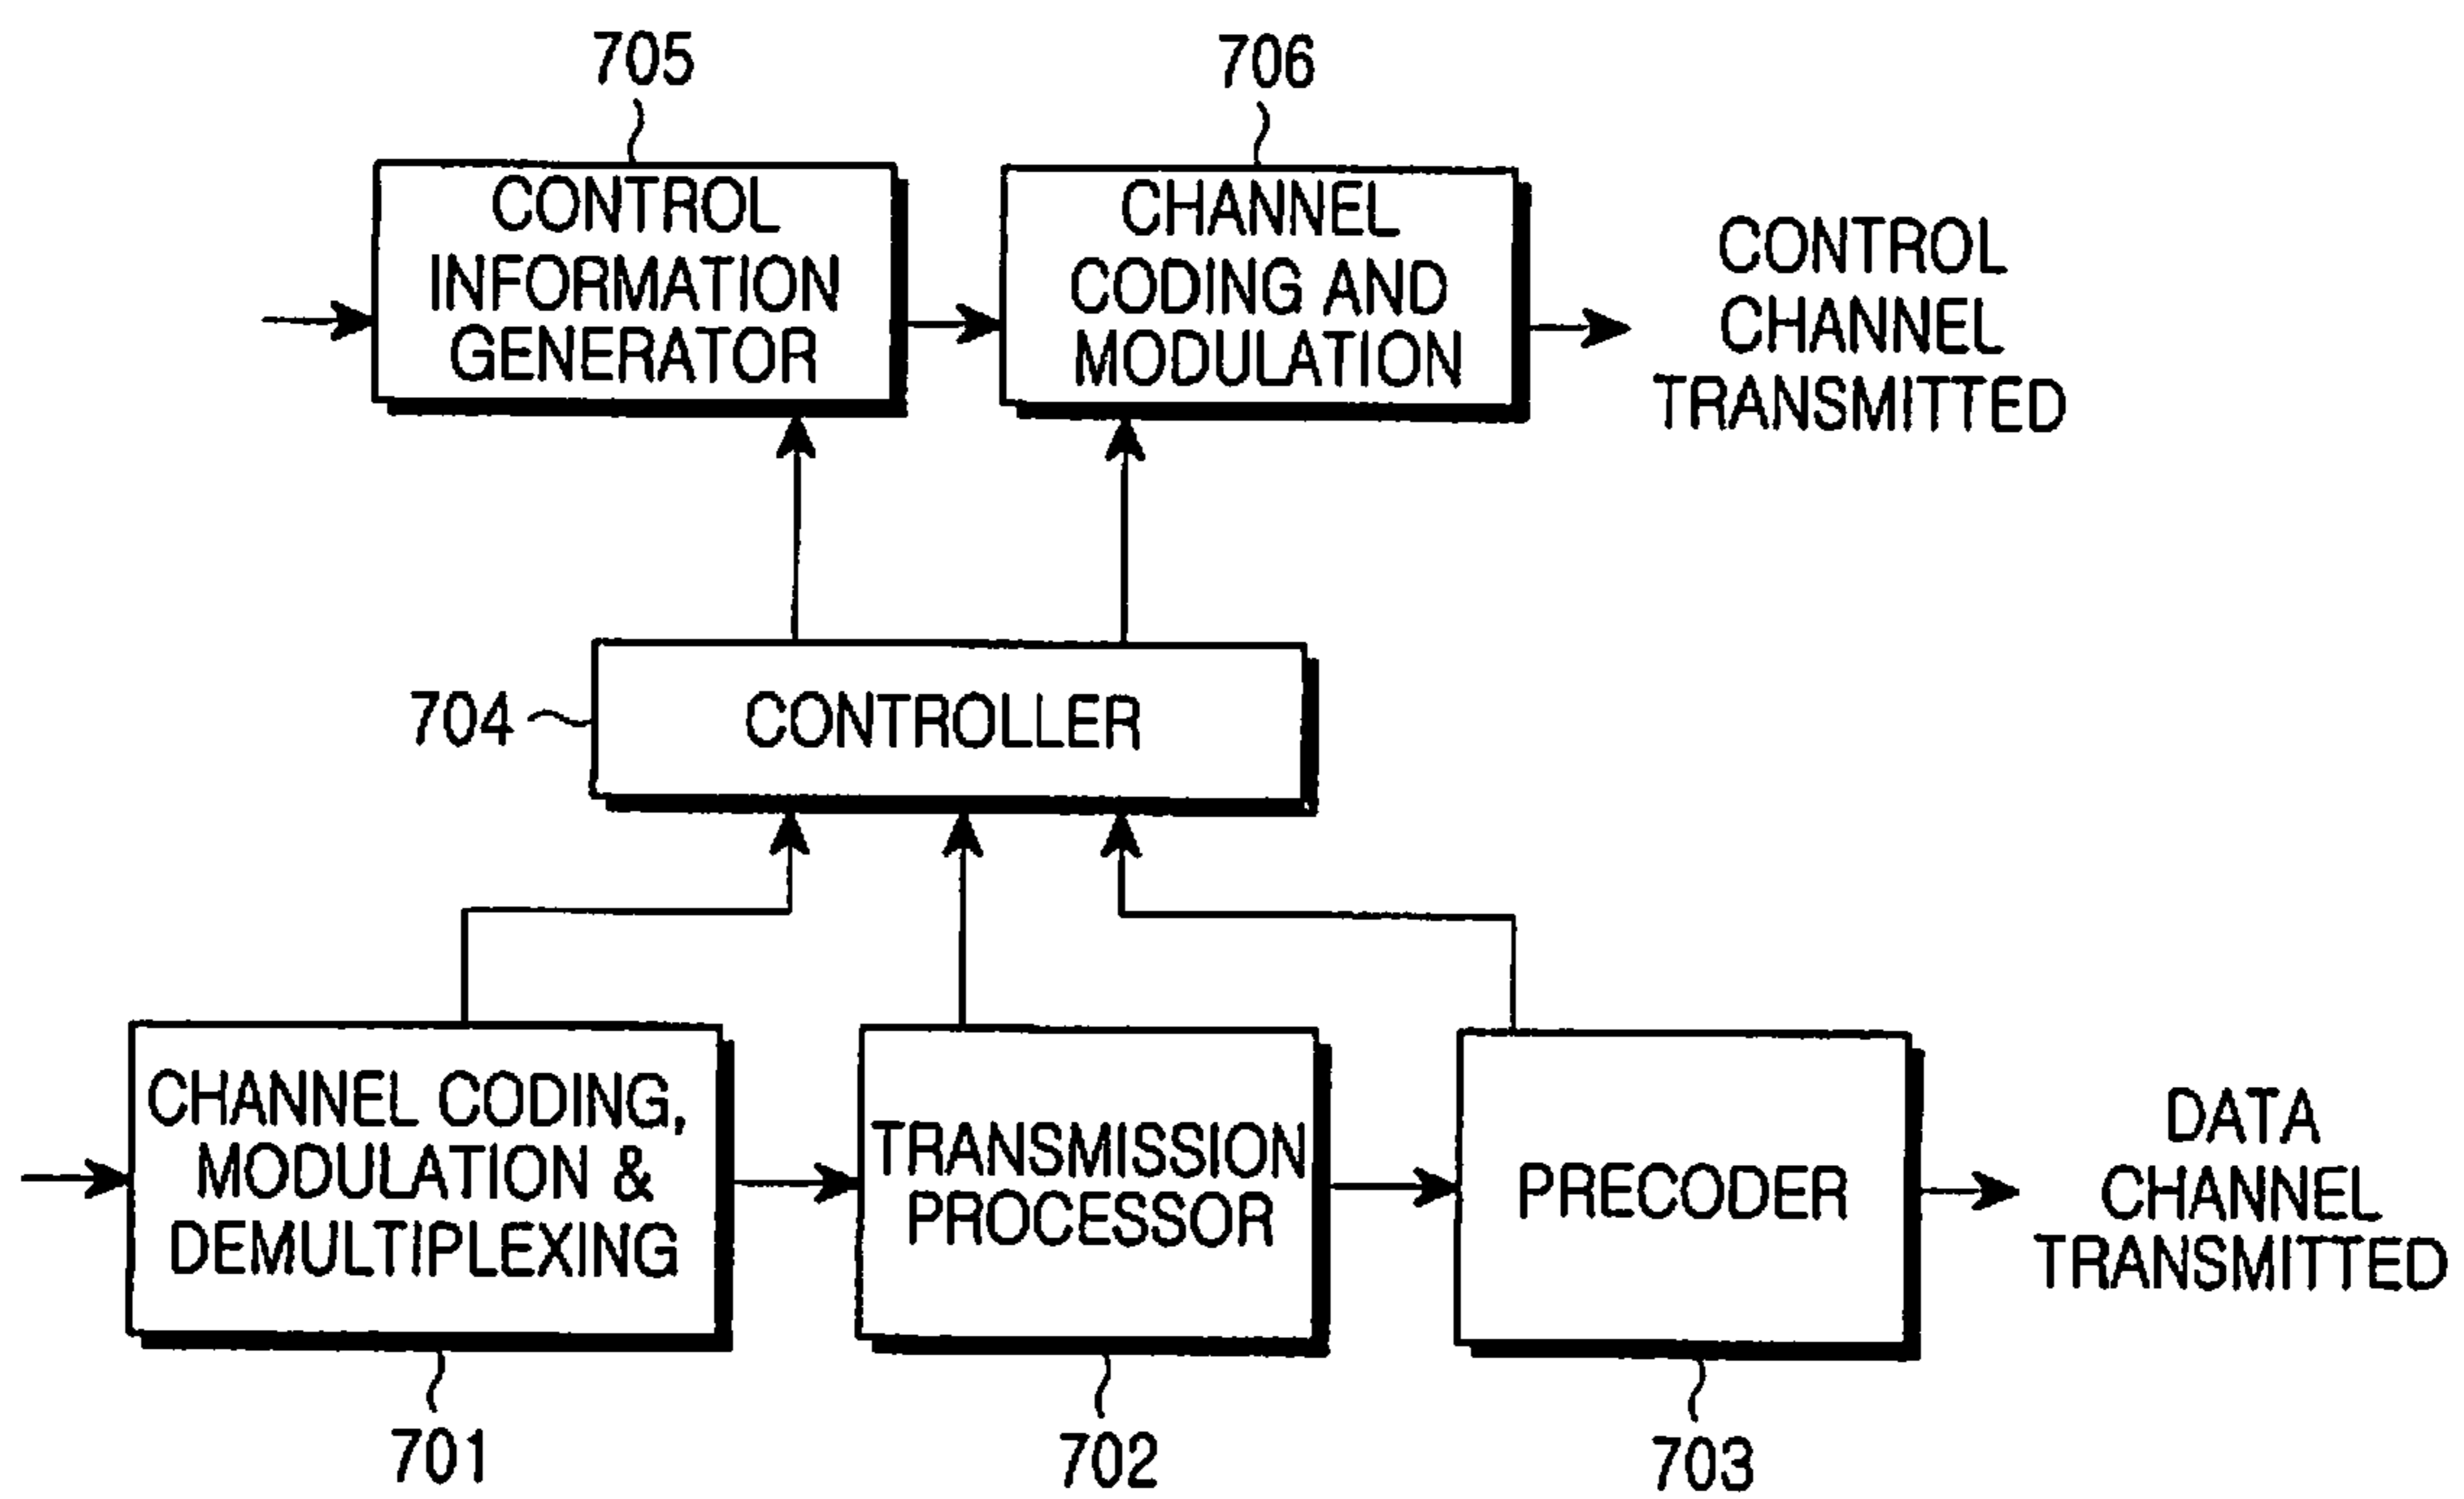 705
706
CONTROL
INFORMATION
GENERATOR
CHANNEL
CODING AND
MODULATION
CONTROL
CHANNEL
TRANSMITTED
704
CONTROLLER
CHANNEL CODING,
MODULATION &
DEMULTIPLEXING
TRANSMISSION
PROCESSOR
PRECODER
DATA
CHANNEL
TRANSMITTED
701
702
703